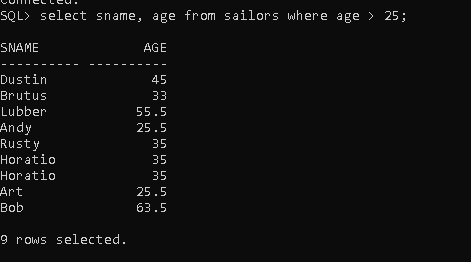 Connected.
SQL> select sname, age from sailors where age > 25;
SNAME AGE
---------- ----------
Dustin 45
Brutus 33
Lubber 55.5
Andy 25.5
Rusty 35
Horatio 35
Horatio 35
Art 25.5
Bob 63.5
9 rows selected.